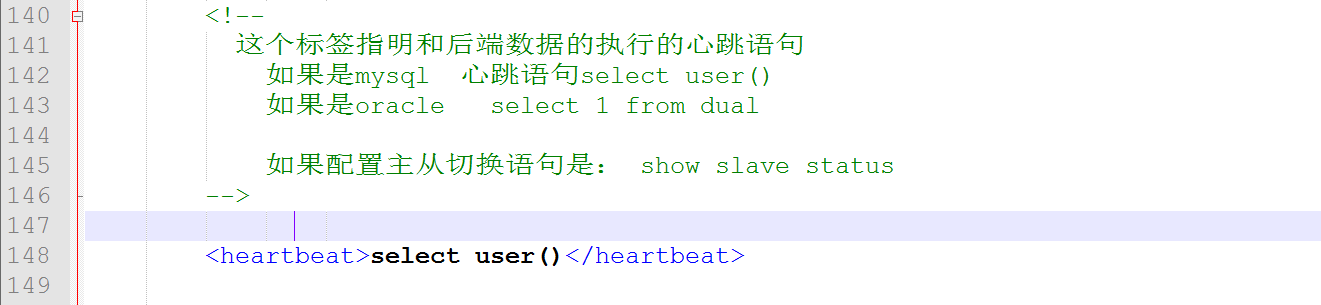 140 <!--
141 这个标签指明和后端数据的执行的心跳语句
142 如果是mysql 心跳语句select user()
143 如果是oracle select 1 from dual
144
145 如果配置主从切换语句是： show slave status
146 -->
147
148 <heartbeat>select user()</heartbeat>
149